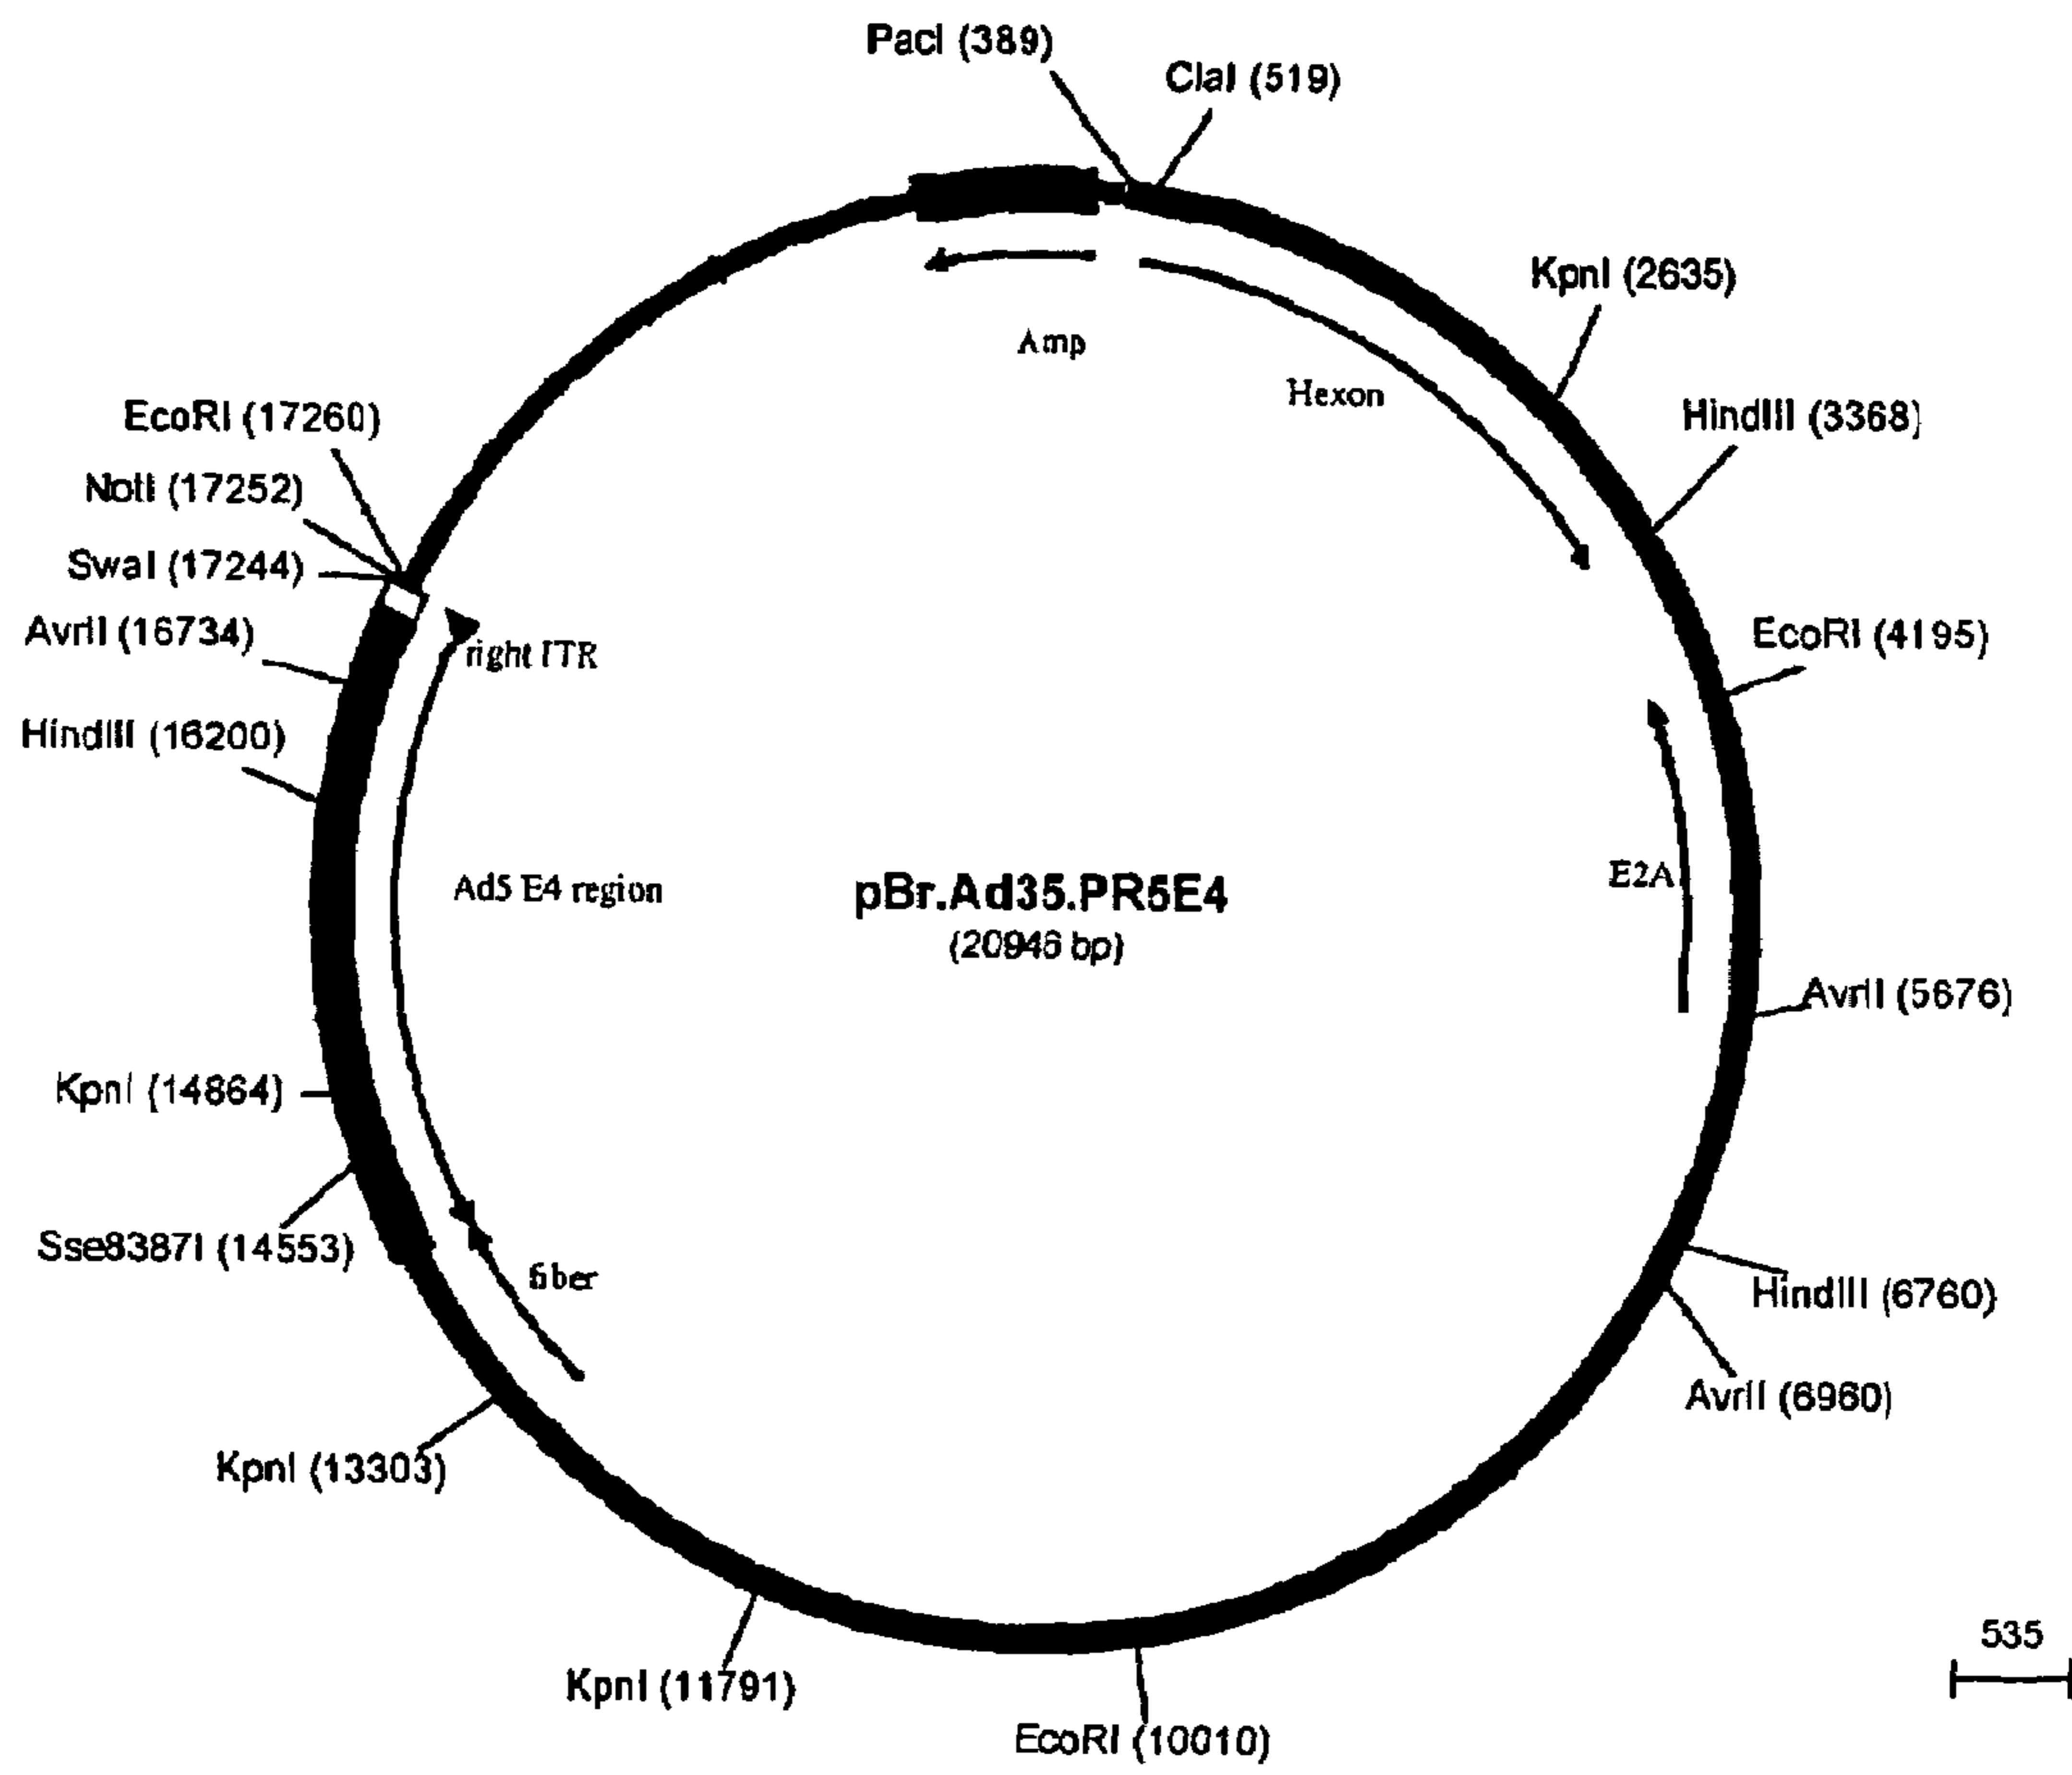 PacI (389)
ClaI (519)
KpnI (2635)
HindIII (3368)
EcoRI (4195)
AvrII (5676)
HindIII (6760)
AvrII (6960)
EcoRI (10010)
KpnI (11791)
KpnI (13303)
Sse8387I (14553)
KpnI (14864)
HindIII (16200)
AvrII (16734)
SwaI (17244)
NotI (17252)
EcoRI (17260)
Amp
Hexon
right ITR
E2A
Ad5 E4 region
pBr.Ad35.PR5E4
(20946 bp)
fiber
535